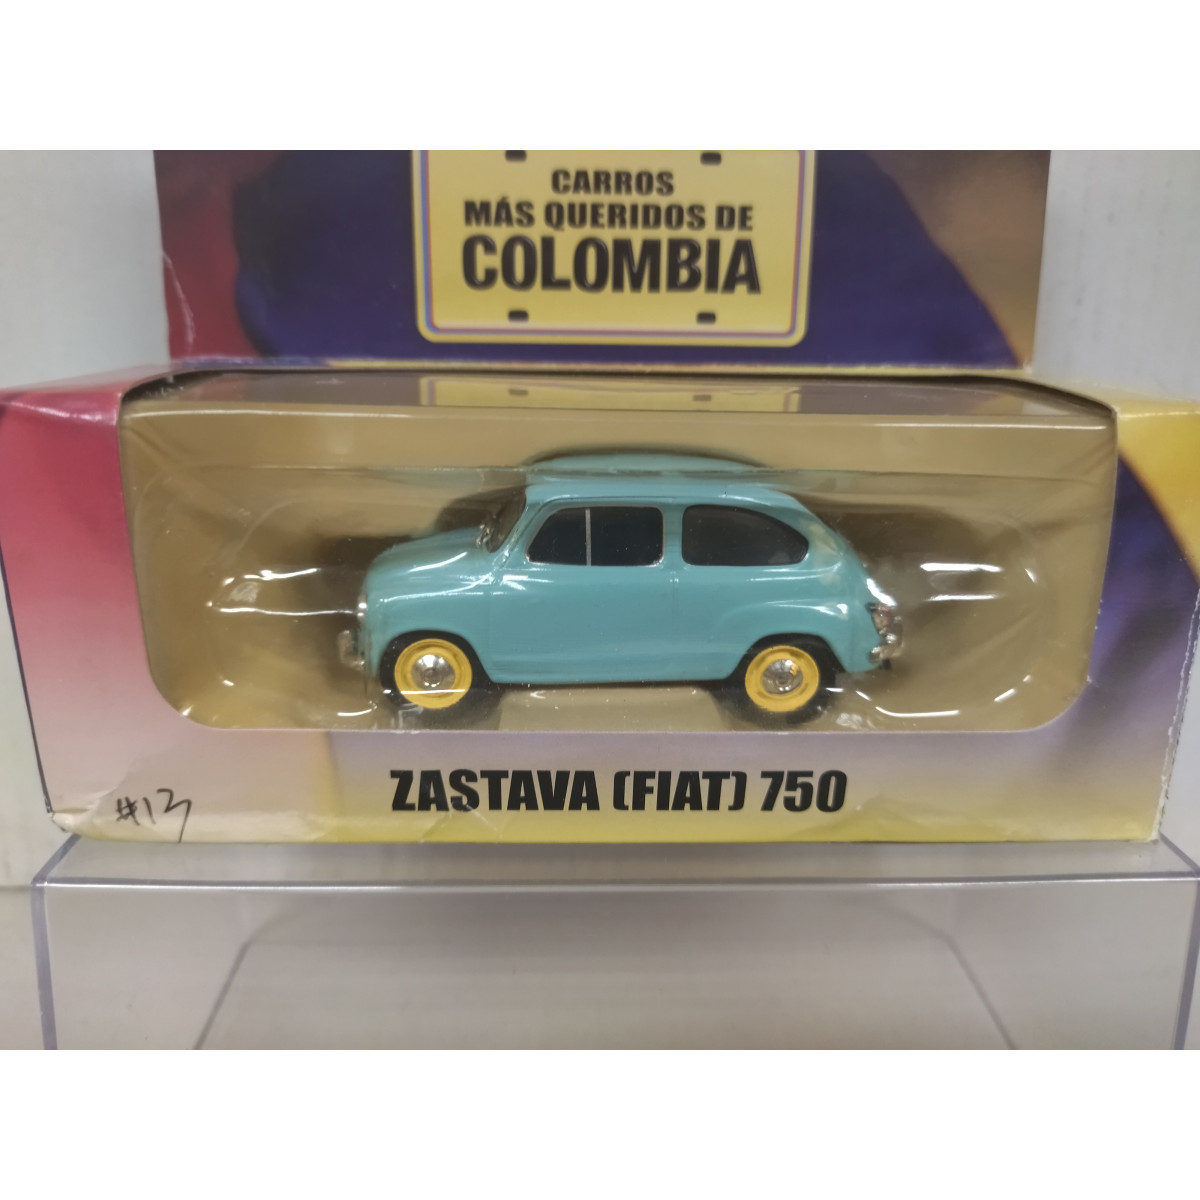 CARROS
MÁS QUERIDOS DE
COLOMBIA
ZASTAVA (FIAT) 750
#13